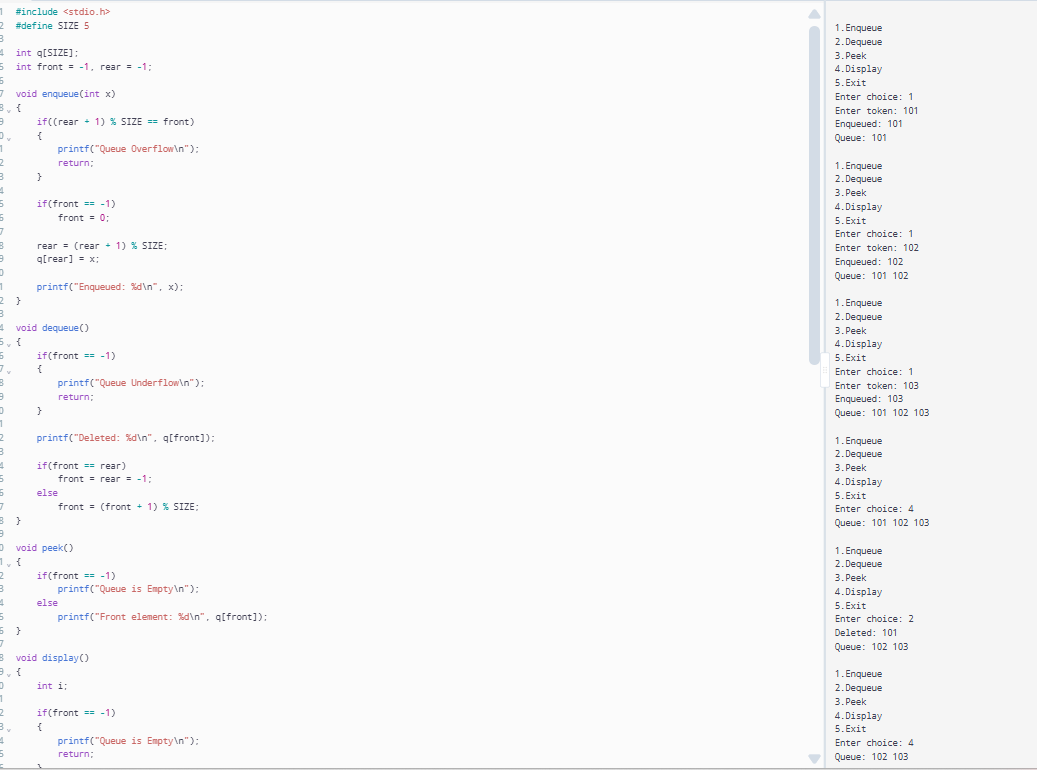 #include <stdio.h>
#define SIZE 5
int q[SIZE];
int front = -1, rear = -1;
void enqueue(int x)
{
if((rear + 1) % SIZE == front)
{
printf("Queue Overflow\n");
return;
}
if(front == -1)
front = 0;
rear = (rear + 1) % SIZE;
q[rear] = x;
printf("Enqueued: %d\n", x);
}
void dequeue()
{
if(front == -1)
{
printf("Queue Underflow\n");
return;
}
printf("Deleted: %d\n", q[front]);
if(front == rear)
front = rear = -1;
else
front = (front + 1) % SIZE;
}
void peek()
{
if(front == -1)
printf("Queue is Empty\n");
else
printf("Front element: %d\n", q[front]);
}
void display()
{
int i;
if(front == -1)
{
printf("Queue is Empty\n");
return;
1.Enqueue
2.Dequeue
3.Peek
4.Display
5.Exit
Enter choice: 1
Enter token: 101
Enqueued: 101
Queue: 101
1.Enqueue
2.Dequeue
3.Peek
4.Display
5.Exit
Enter choice: 1
Enter token: 102
Enqueued: 102
Queue: 101 102
1.Enqueue
2.Dequeue
3.Peek
4.Display
5.Exit
Enter choice: 1
Enter token: 103
Enqueued: 103
Queue: 101 102 103
1.Enqueue
2.Dequeue
3.Peek
4.Display
5.Exit
Enter choice: 4
Queue: 101 102 103
1.Enqueue
2.Dequeue
3.Peek
4.Display
5.Exit
Enter choice: 2
Deleted: 101
Queue: 102 103
1.Enqueue
2.Dequeue
3.Peek
4.Display
5.Exit
Enter choice: 4
Queue: 102 103